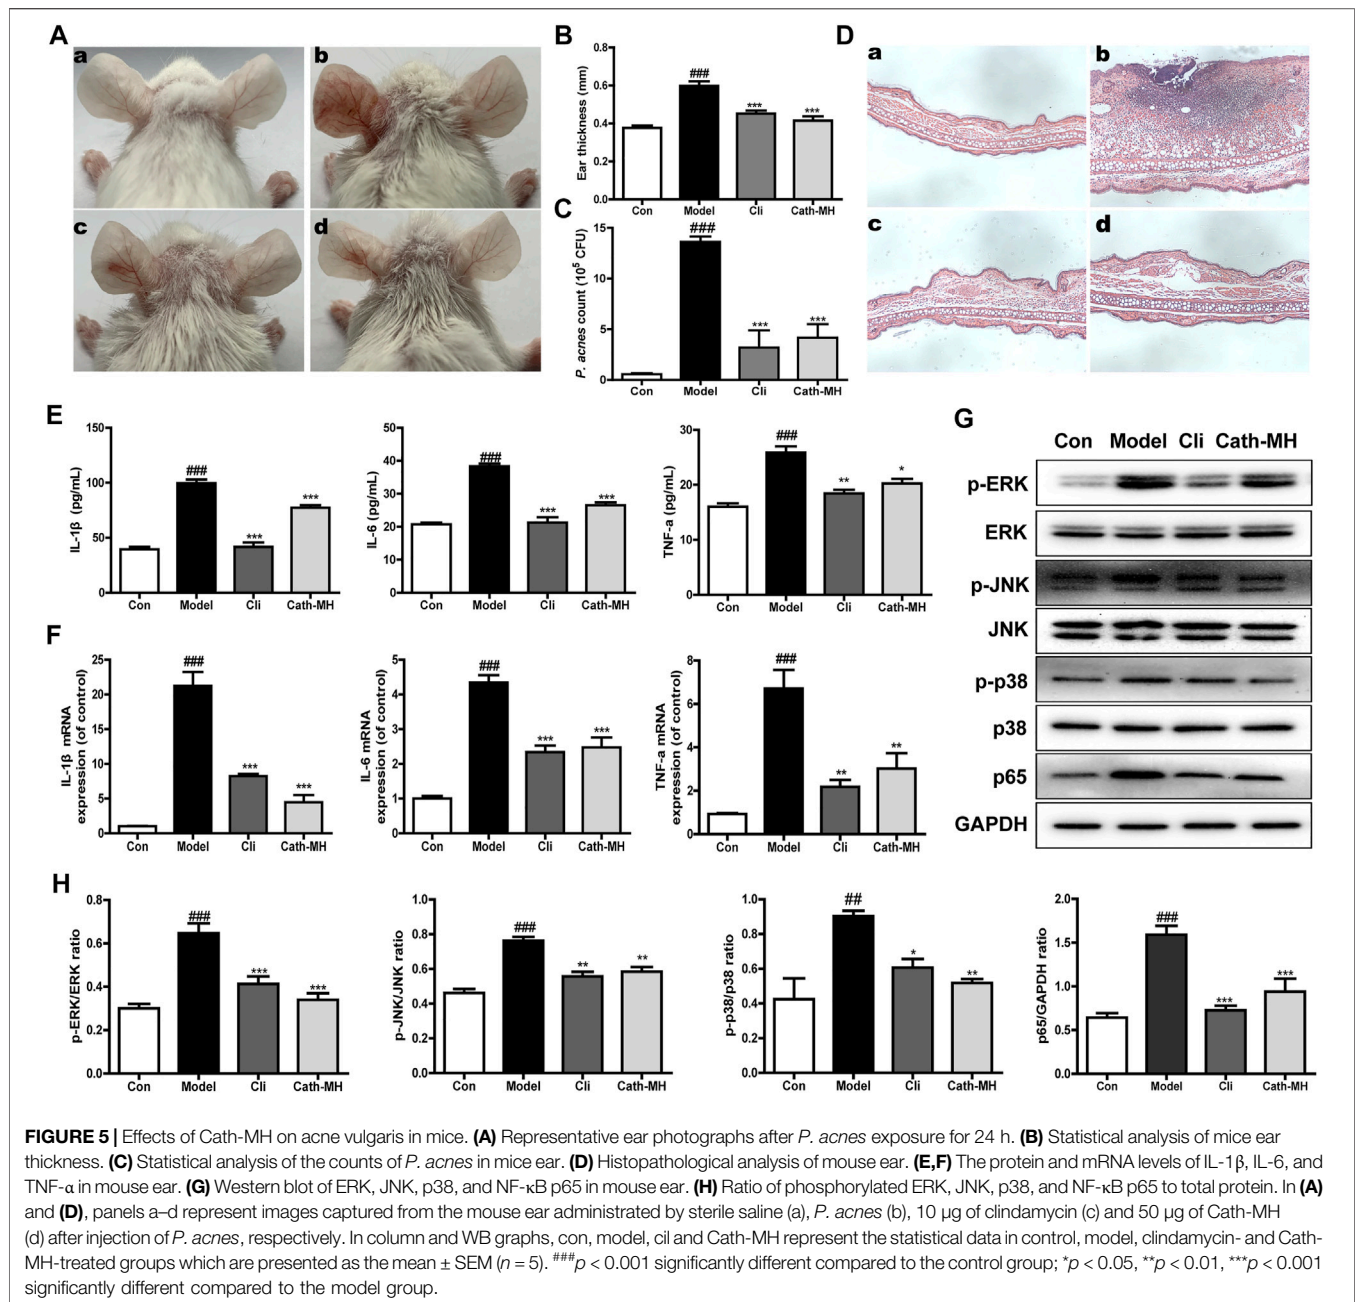 A
a
b
c
d
B
Ear thickness (mm)
0.8
0.6
0.4
0.2
0.0
###
***
***
Con Model Cli Cath-MH
C
P. acnes count (10⁵ CFU)
15
10
5
0
###
***
***
Con Model Cli Cath-MH
D
a
b
c
d
E
IL-1β (pg/mL)
150
100
50
0
###
***
***
Con Model Cli Cath-MH
IL-6 (pg/mL)
50
40
30
20
10
0
###
***
***
Con Model Cli Cath-MH
TNF-a (pg/mL)
30
20
10
0
###
**
*
Con Model Cli Cath-MH
F
IL-1β mRNA
expression (of control)
25
20
15
10
5
0
###
***
***
Con Model Cli Cath-MH
IL-6 mRNA
expression (of control)
5
4
3
2
1
0
###
***
***
Con Model Cli Cath-MH
TNF-a mRNA
expression (of control)
8
6
4
2
0
###
**
**
Con Model Cli Cath-MH
G
Con Model Cli Cath-MH
p-ERK
ERK
p-JNK
JNK
p-p38
p38
p65
GAPDH
H
p-ERK/ERK ratio
0.8
0.6
0.4
0.2
0.0
###
***
***
Con Model Cli Cath-MH
p-JNK/JNK ratio
1.0
0.8
0.6
0.4
0.2
0.0
###
**
**
Con Model Cli Cath-MH
p-p38/p38 ratio
1.0
0.8
0.6
0.4
0.2
0.0
##
*
**
Con Model Cli Cath-MH
p65/GAPDH ratio
2.0
1.5
1.0
0.5
0.0
###
***
***
Con Model Cli Cath-MH
FIGURE 5 | Effects of Cath-MH on acne vulgaris in mice. (A) Representative ear photographs after P. acnes exposure for 24 h. (B) Statistical analysis of mice ear
thickness. (C) Statistical analysis of the counts of P. acnes in mice ear. (D) Histopathological analysis of mouse ear. (E,F) The protein and mRNA levels of IL-1β, IL-6, and
TNF-α in mouse ear. (G) Western blot of ERK, JNK, p38, and NF-κB p65 in mouse ear. (H) Ratio of phosphorylated ERK, JNK, p38, and NF-κB p65 to total protein. In (A)
and (D), panels a–d represent images captured from the mouse ear administrated by sterile saline (a), P. acnes (b), 10 μg of clindamycin (c) and 50 μg of Cath-MH
(d) after injection of P. acnes, respectively. In column and WB graphs, con, model, cil and Cath-MH represent the statistical data in control, model, clindamycin- and Cath-
MH-treated groups which are presented as the mean ± SEM (n = 5). ###p < 0.001 significantly different compared to the control group; *p < 0.05, **p < 0.01, ***p < 0.001
significantly different compared to the model group.